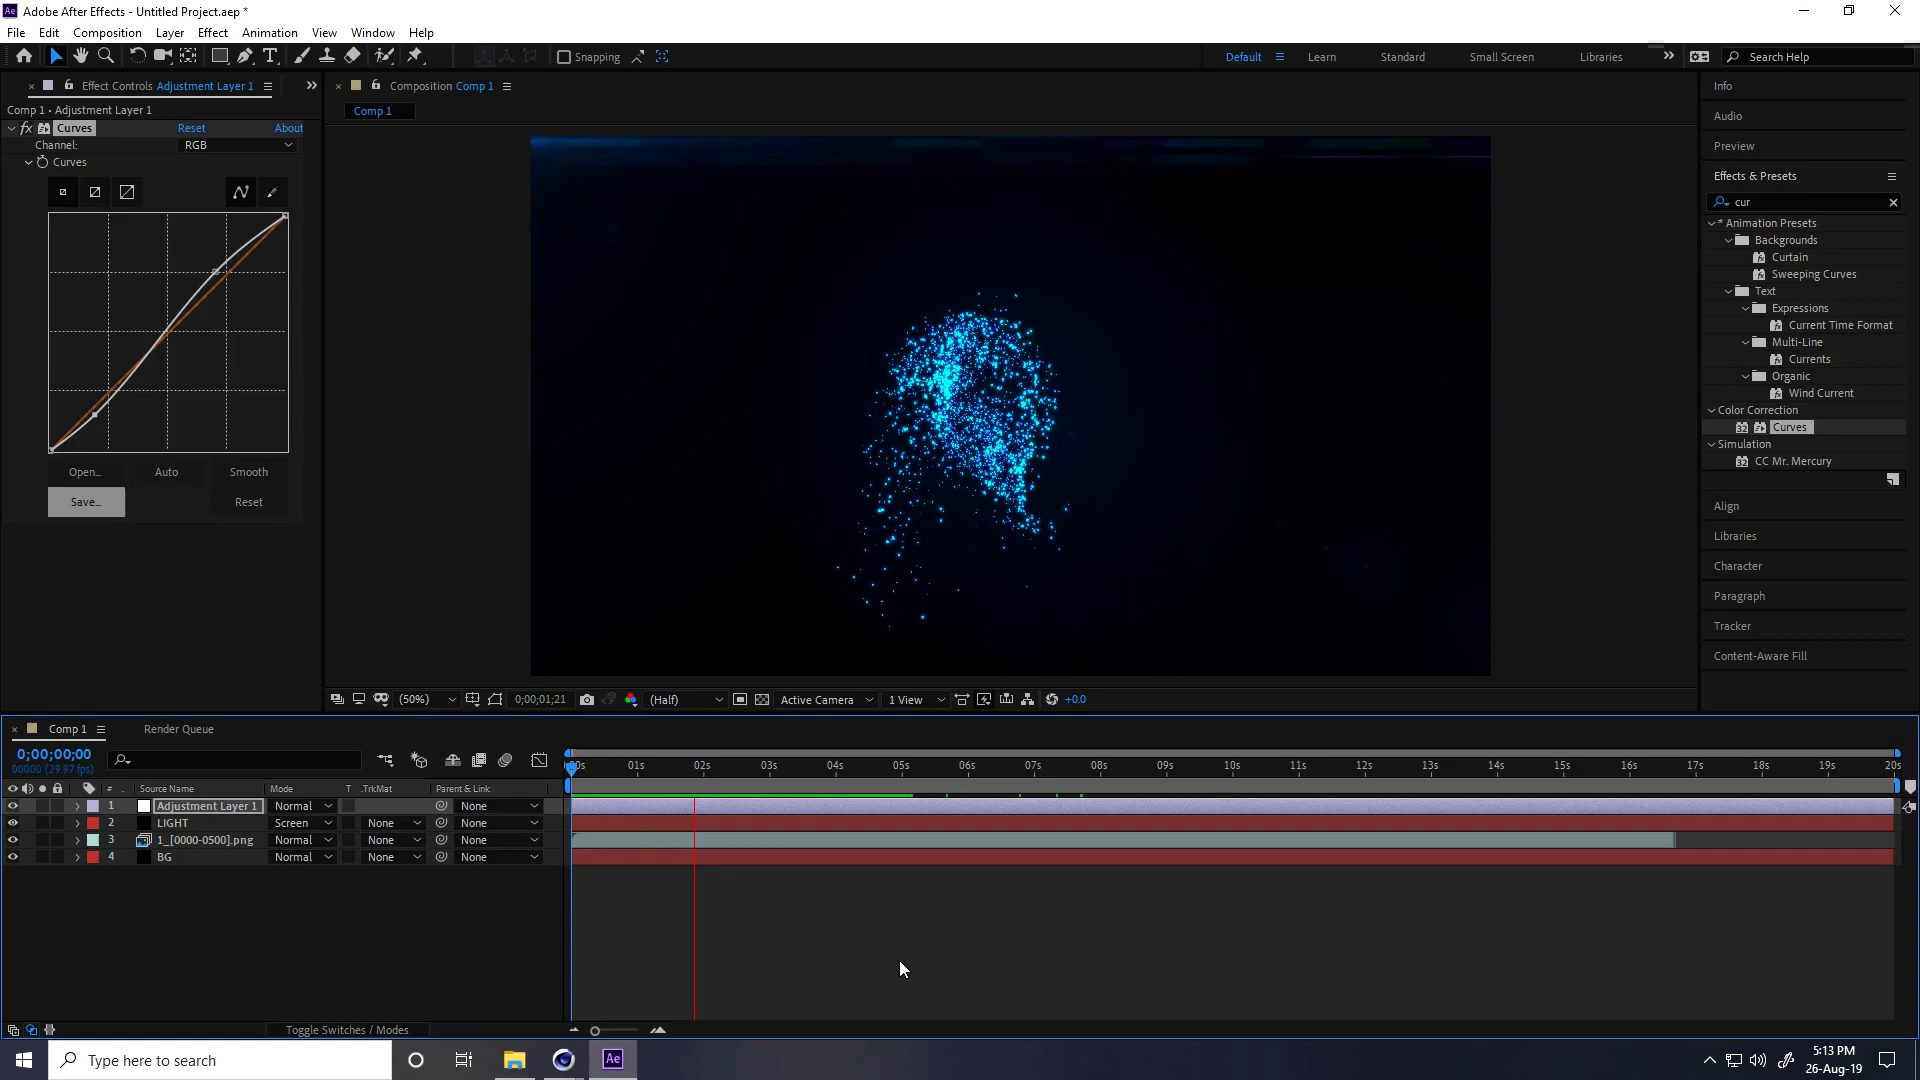 Adobe After Effects - Untitled Project.aep *
File Edit Composition Layer Effect Animation View Window Help
Snapping
Default Learn Standard Small Screen Libraries
Search Help
Effect Controls Adjustment Layer 1
Comp 1 • Adjustment Layer 1
fx Curves Reset About
Channel: RGB
Curves
Open... Auto Smooth
Save... Reset
Composition Comp 1
Comp 1
(50%) 0;00;01;21 (Half) Active Camera 1 View +0.0
Info
Audio
Preview
Effects & Presets
cur
* Animation Presets
Backgrounds
Curtain
Sweeping Curves
Text
Expressions
Current Time Format
Multi-Line
Currents
Organic
Wind Current
Color Correction
32 Curves
Simulation
32 CC Mr. Mercury
Align
Libraries
Character
Paragraph
Tracker
Content-Aware Fill
Comp 1 Render Queue
0;00;00;00
00000 (29.97 fps)
00s 01s 02s 03s 04s 05s 06s 07s 08s 09s 10s 11s 12s 13s 14s 15s 16s 17s 18s 19s 20s
# Source Name Mode T .TrkMat Parent & Link
1 Adjustment Layer 1 Normal None
2 LIGHT Screen None None
3 1_[0000-0500].png Normal None None
4 BG Normal None None
Toggle Switches / Modes
Type here to search
Ae
5:13 PM
26-Aug-19